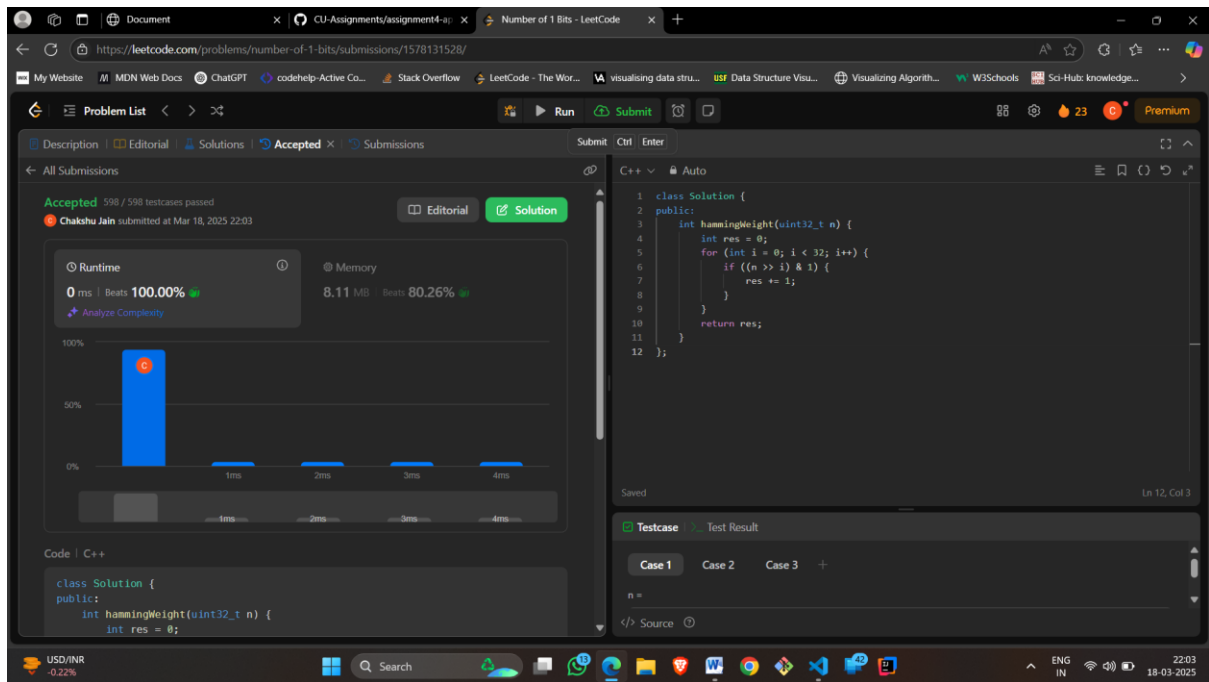 Document
CU-Assignments/assignment4-ap
Number of 1 Bits - LeetCode
https://leetcode.com/problems/number-of-1-bits/submissions/1578131528/
My Website MDN Web Docs ChatGPT codehelp-Active Co... Stack Overflow LeetCode - The Wor... visualising data stru... Data Structure Visu... Visualizing Algorith... W3Schools Sci-Hub: knowledge...
Problem List Run Submit 23 C Premium
Description Editorial Solutions Accepted Submissions
Submit Ctrl Enter
All Submissions
Accepted 598 / 598 testcases passed
Chakshu Jain submitted at Mar 18, 2025 22:03
Editorial Solution
Runtime
0 ms | Beats 100.00%
Analyze Complexity
Memory
8.11 MB | Beats 80.26%
100%
50%
0%
C
1ms 2ms 3ms 4ms
1ms 2ms 3ms 4ms
Code | C++
class Solution {
public:
int hammingWeight(uint32_t n) {
int res = 0;
C++ Auto
1 class Solution {
2 public:
3 int hammingWeight(uint32_t n) {
4 int res = 0;
5 for (int i = 0; i < 32; i++) {
6 if ((n >> i) & 1) {
7 res += 1;
8 }
9 }
10 return res;
11 }
12 };
Saved Ln 12, Col 3
Testcase Test Result
Case 1 Case 2 Case 3 +
n =
</> Source
USD/INR
-0.22%
Search
13
42
ENG
IN
22:03
18-03-2025